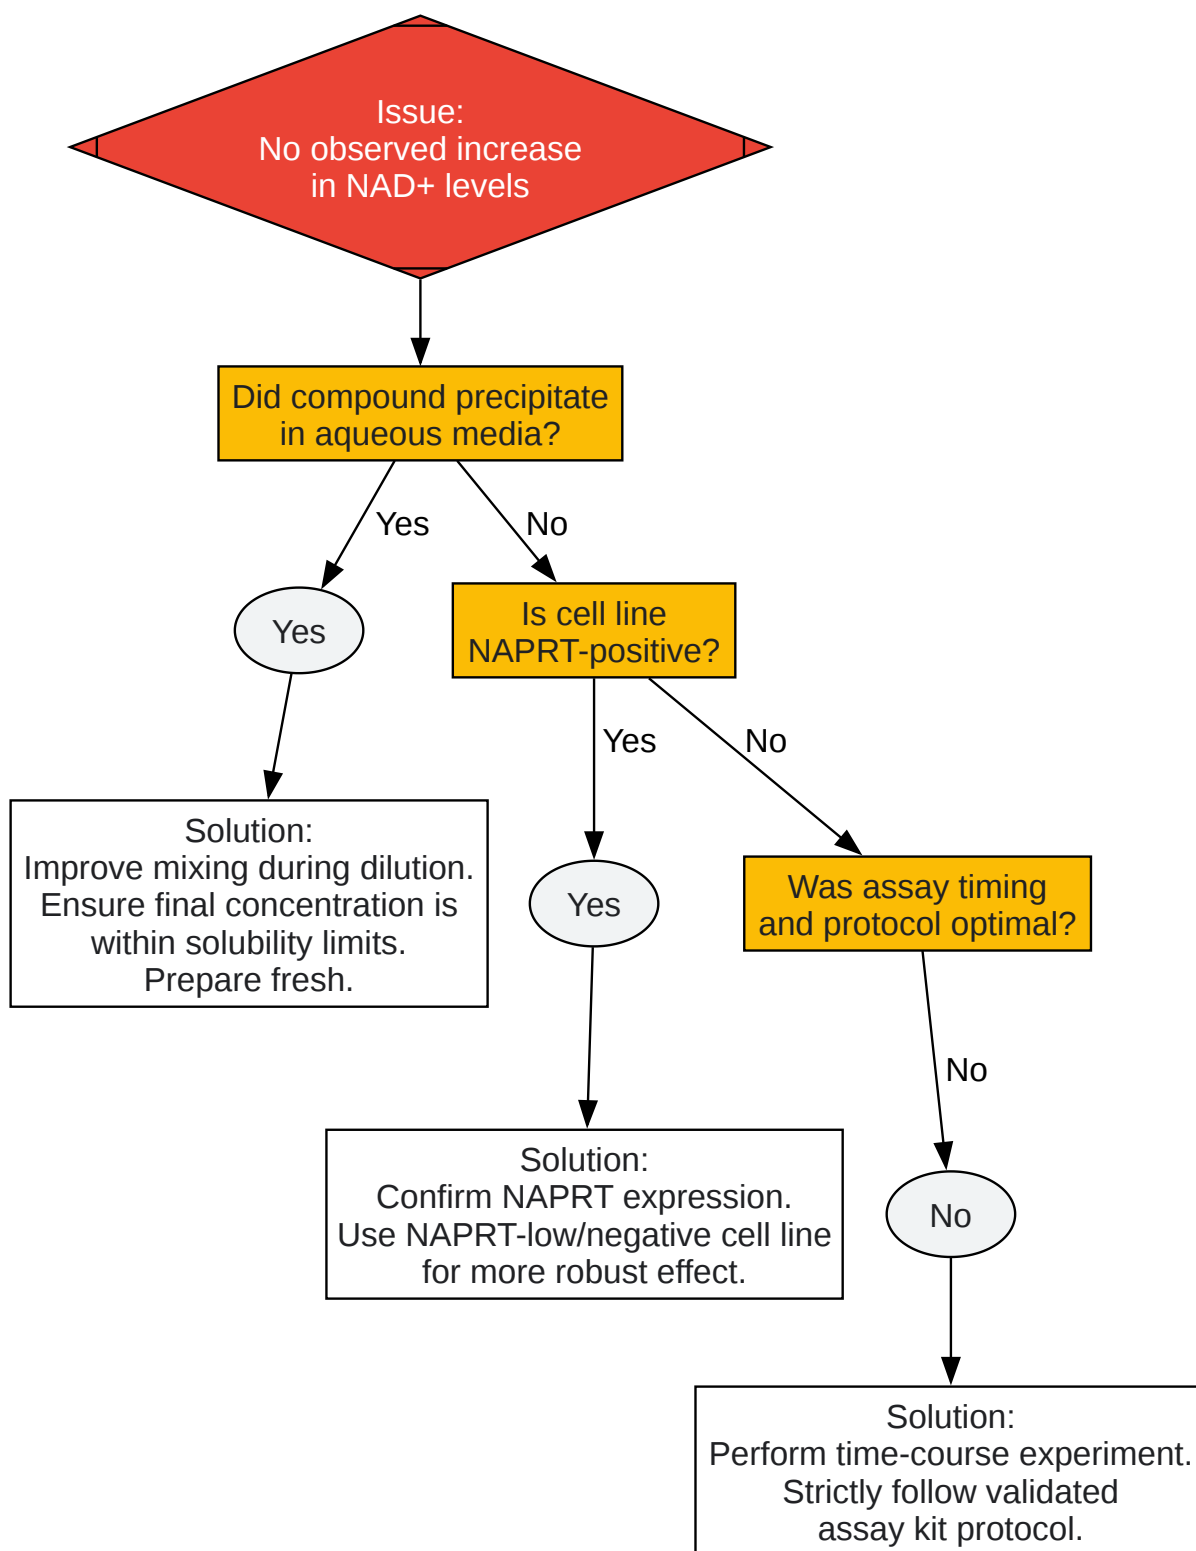 Issue:
No observed increase
in NAD+ levels
Did compound precipitate
in aqueous media?
Yes
No
Yes
Is cell line
NAPRT-positive?
Yes
No
Solution:
Improve mixing during dilution.
Ensure final concentration is
within solubility limits.
Prepare fresh.
Yes
Was assay timing
and protocol optimal?
No
Solution:
Confirm NAPRT expression.
Use NAPRT-low/negative cell line
for more robust effect.
No
Solution:
Perform time-course experiment.
Strictly follow validated
assay kit protocol.